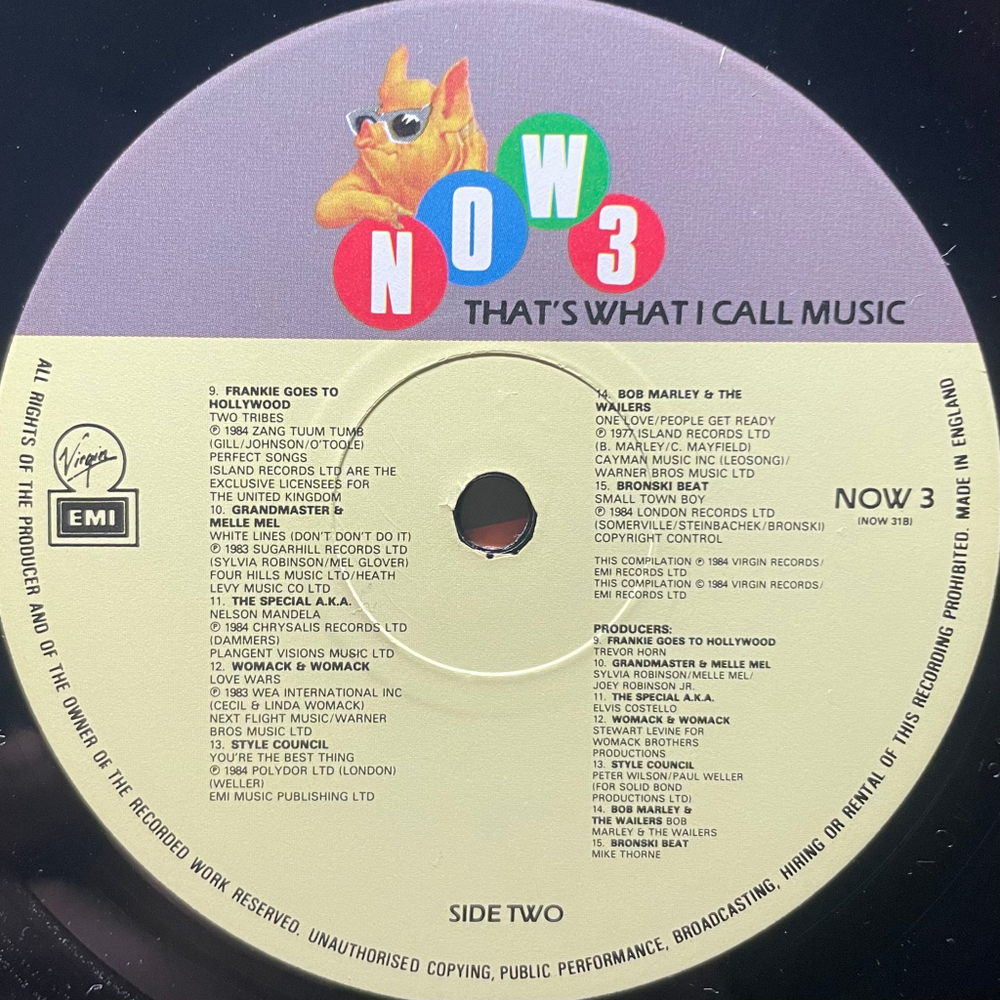 NOW 3
THAT'S WHAT I CALL MUSIC
9. FRANKIE GOES TO
HOLLYWOOD
TWO TRIBES
℗ 1984 ZANG TUUM TUMB
(GILL/JOHNSON/O'TOOLE)
PERFECT SONGS
ISLAND RECORDS LTD ARE THE
EXCLUSIVE LICENSEES FOR
THE UNITED KINGDOM
10. GRANDMASTER &
MELLE MEL
WHITE LINES (DON'T DON'T DO IT)
℗ 1983 SUGARHILL RECORDS LTD
(SYLVIA ROBINSON/MEL GLOVER)
FOUR HILLS MUSIC LTD/HEATH
LEVY MUSIC CO LTD
11. THE SPECIAL A.K.A.
NELSON MANDELA
℗ 1984 CHRYSALIS RECORDS LTD
(DAMMERS)
PLANGENT VISIONS MUSIC LTD
12. WOMACK & WOMACK
LOVE WARS
℗ 1983 WEA INTERNATIONAL INC
(CECIL & LINDA WOMACK)
NEXT FLIGHT MUSIC/WARNER
BROS MUSIC LTD
13. STYLE COUNCIL
YOU'RE THE BEST THING
℗ 1984 POLYDOR LTD (LONDON)
(WELLER)
EMI MUSIC PUBLISHING LTD
14. BOB MARLEY & THE
WAILERS
ONE LOVE/PEOPLE GET READY
℗ 1977 ISLAND RECORDS LTD
(B. MARLEY/C. MAYFIELD)
CAYMAN MUSIC INC (LEOSONG)/
WARNER BROS MUSIC LTD
15. BRONSKI BEAT
SMALL TOWN BOY
℗ 1984 LONDON RECORDS LTD
(SOMERVILLE/STEINBACHEK/BRONSKI)
COPYRIGHT CONTROL
THIS COMPILATION ℗ 1984 VIRGIN RECORDS/
EMI RECORDS LTD
THIS COMPILATION © 1984 VIRGIN RECORDS/
EMI RECORDS LTD
PRODUCERS:
9. FRANKIE GOES TO HOLLYWOOD
TREVOR HORN
10. GRANDMASTER & MELLE MEL
SYLVIA ROBINSON/MELLE MEL/
JOEY ROBINSON JR.
11. THE SPECIAL A.K.A.
ELVIS COSTELLO
12. WOMACK & WOMACK
STEWART LEVINE FOR
WOMACK BROTHERS
PRODUCTIONS
13. STYLE COUNCIL
PETER WILSON/PAUL WELLER
(FOR SOLID BOND
PRODUCTIONS LTD)
14. BOB MARLEY &
THE WAILERS BOB
MARLEY & THE WAILERS
15. BRONSKI BEAT
MIKE THORNE
Virgin
EMI
NOW 3
(NOW 31B)
SIDE TWO
ALL RIGHTS OF THE PRODUCER AND OF THE OWNER OF THE RECORDED WORK RESERVED. UNAUTHORISED COPYING, PUBLIC PERFORMANCE, BROADCASTING, HIRING OR RENTAL OF THIS RECORDING PROHIBITED. MADE IN ENGLAND